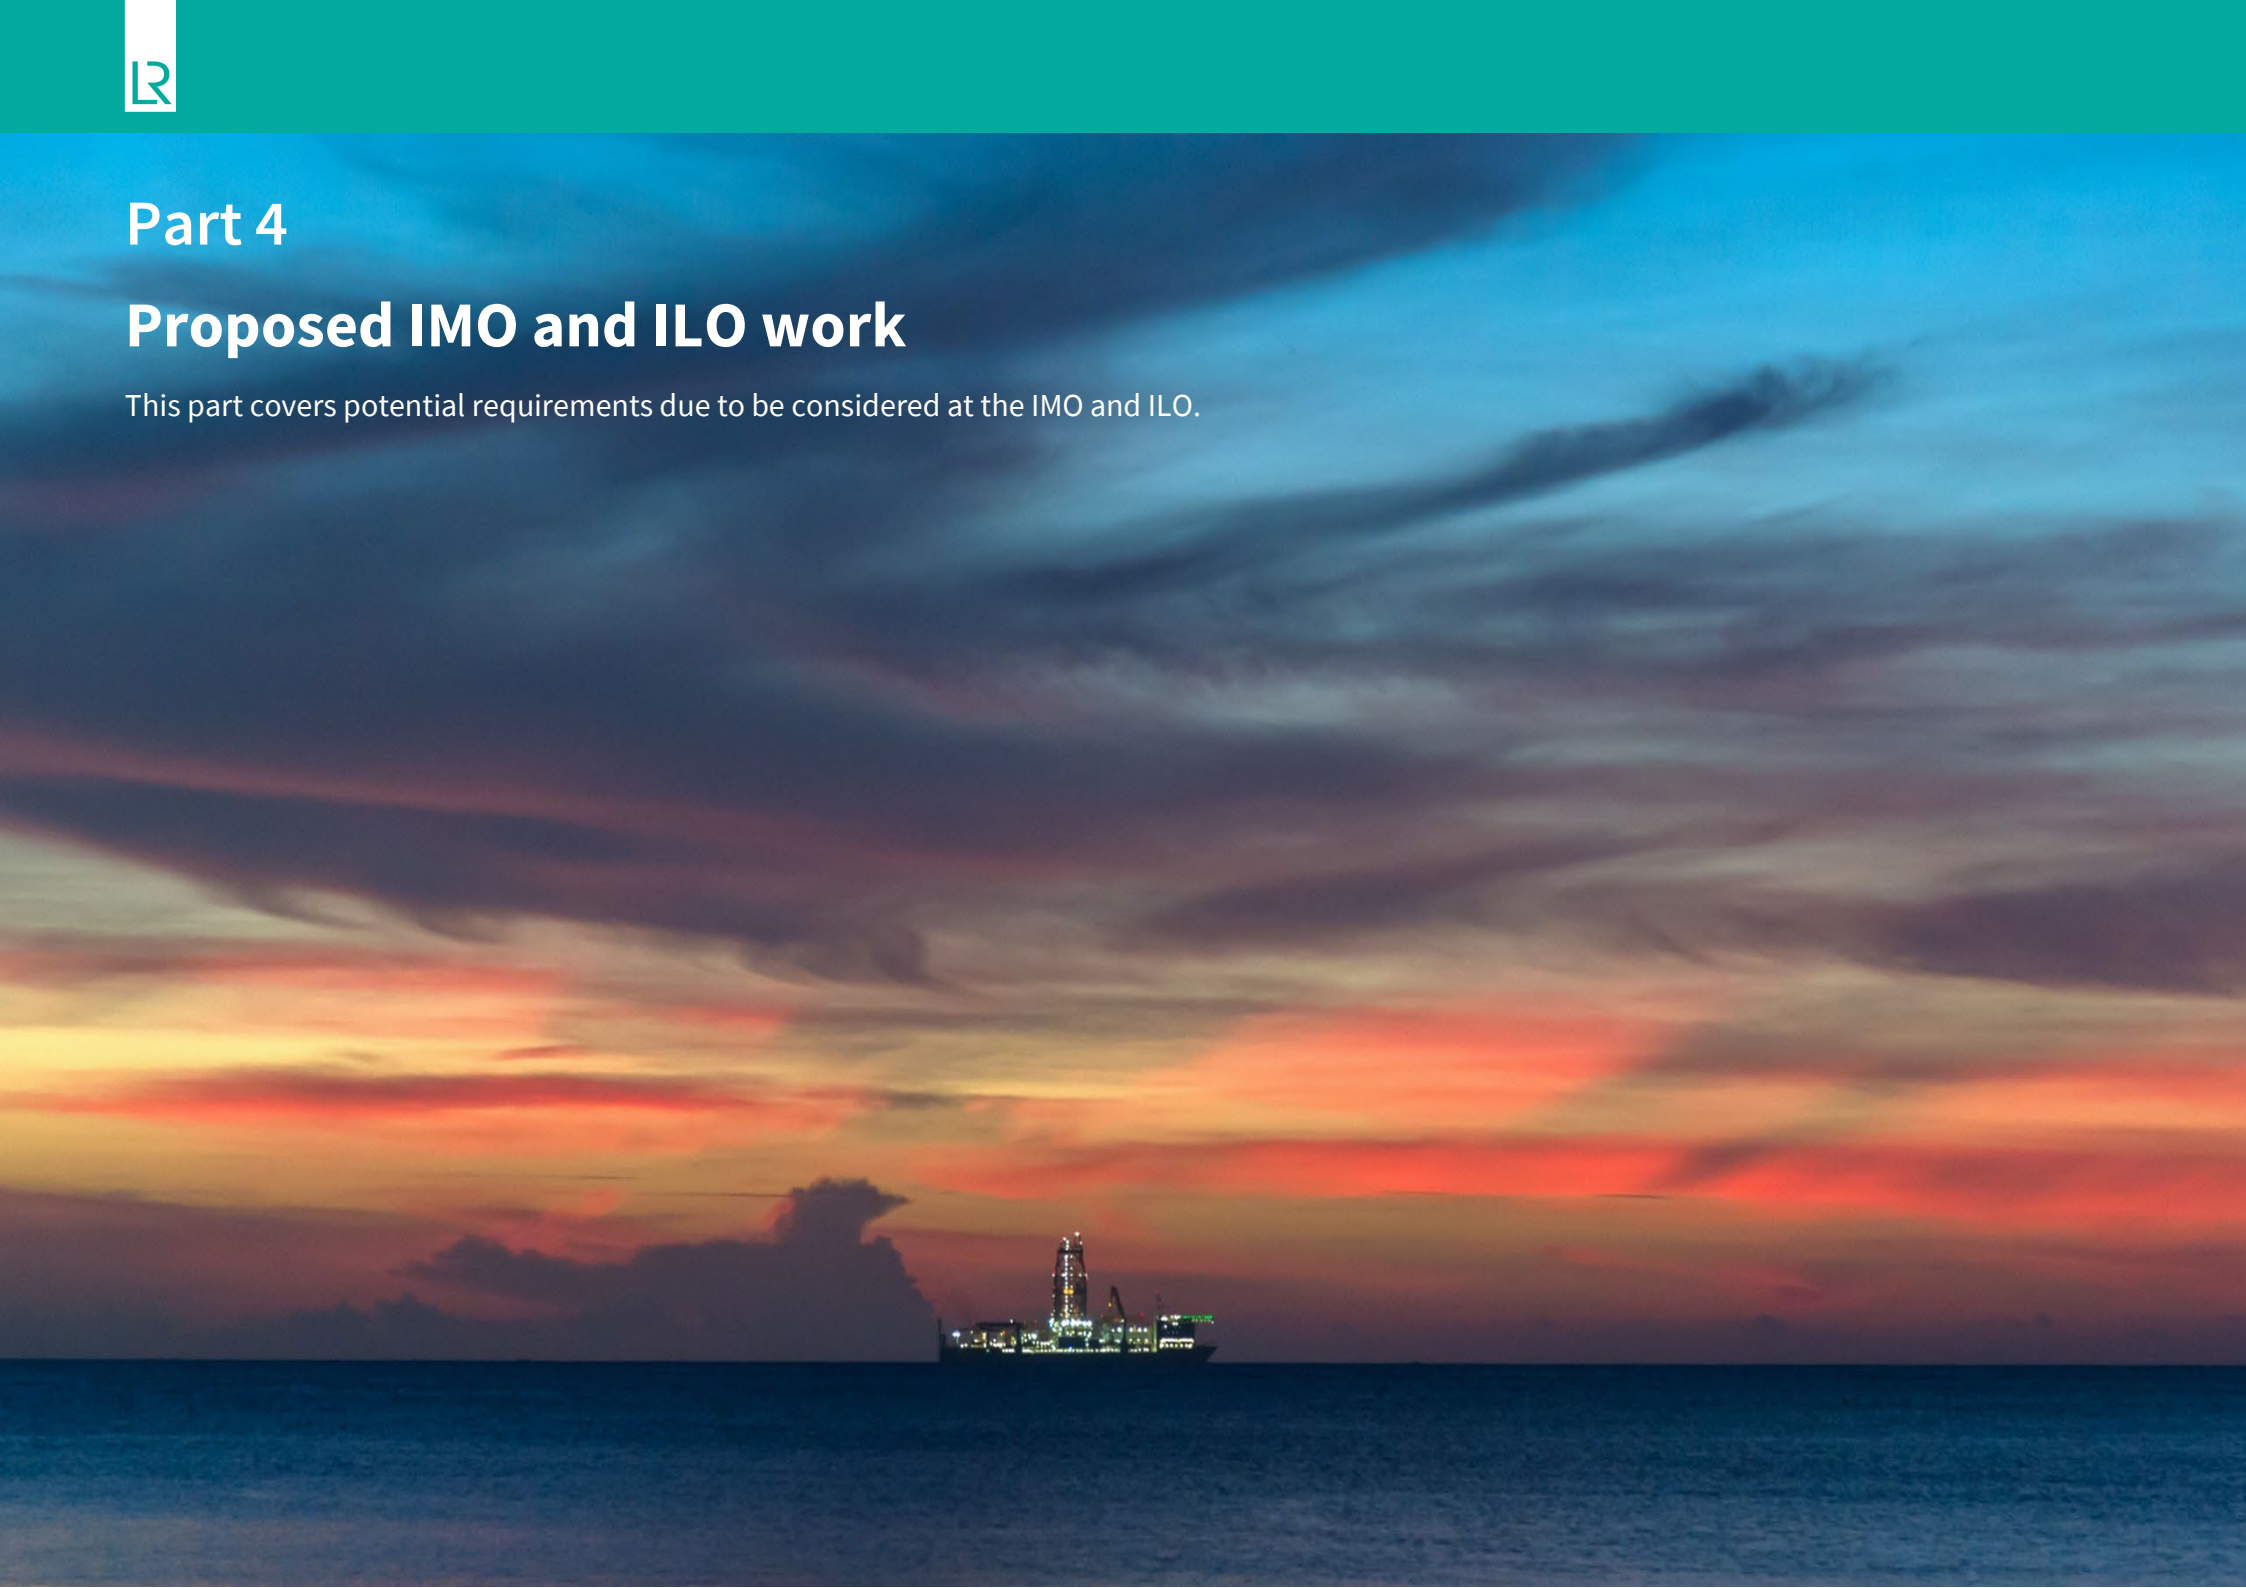 LR
Part 4
Proposed IMO and ILO work
This part covers potential requirements due to be considered at the IMO and ILO.